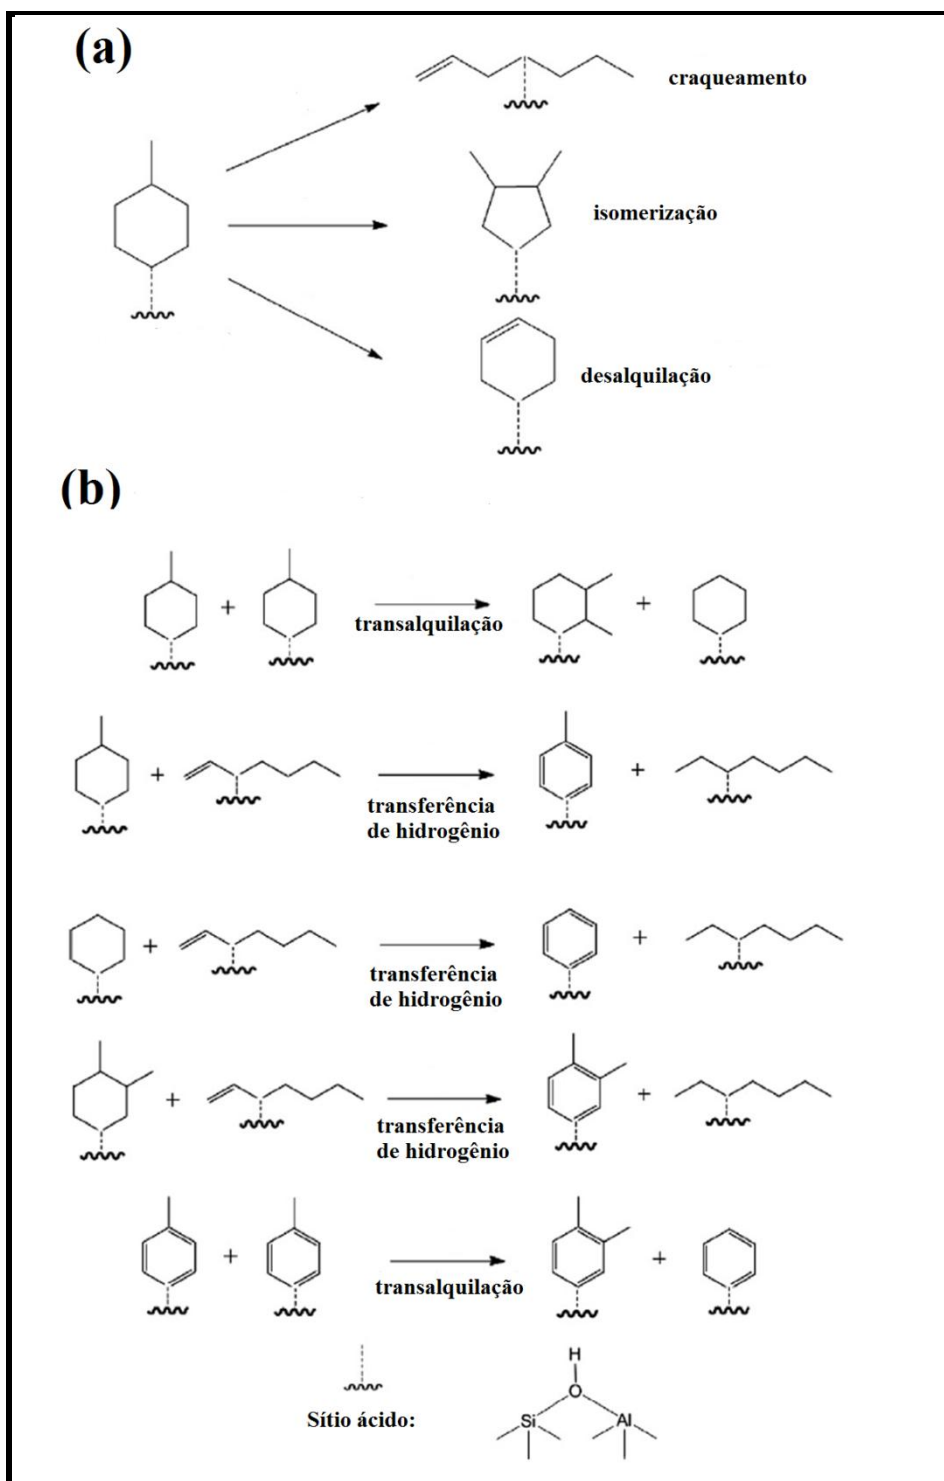 (a)
craqueamento
isomerização
desalquilação
(b)
+
+
transalquilação
+
+
transferência
de hidrogênio
+
+
transferência
de hidrogênio
+
+
transferência
de hidrogênio
+
+
transalquilação
H
O
Si
Al
Sítio ácido: